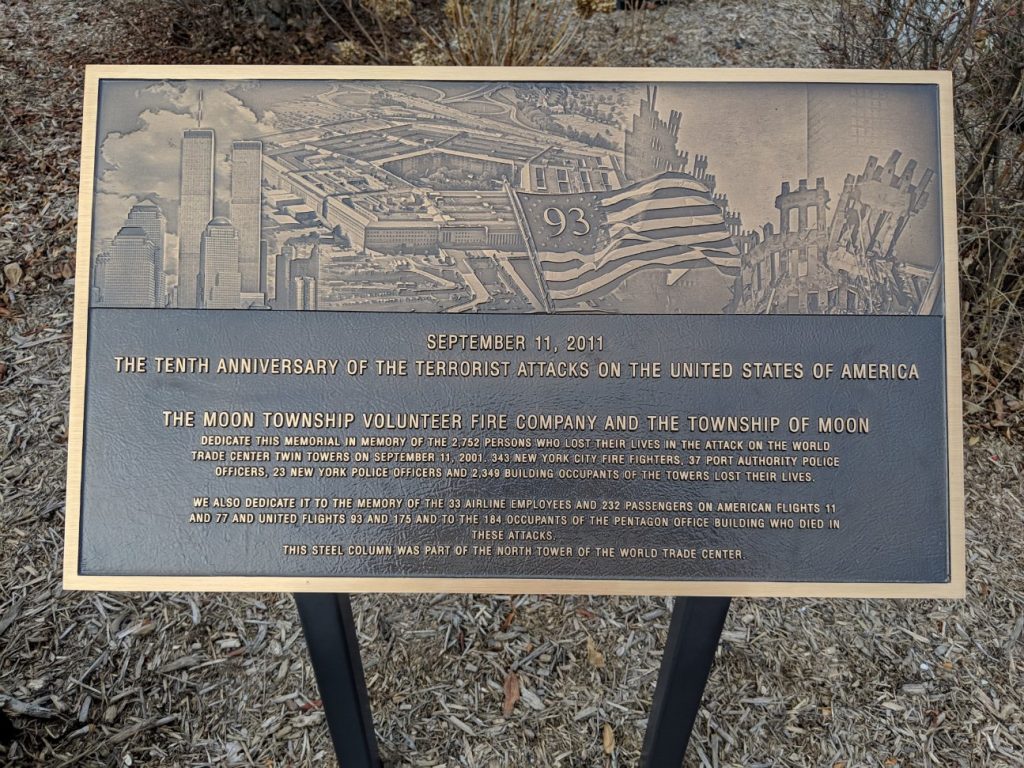 93
SEPTEMBER 11, 2011
THE TENTH ANNIVERSARY OF THE TERRORIST ATTACKS ON THE UNITED STATES OF AMERICA
THE MOON TOWNSHIP VOLUNTEER FIRE COMPANY AND THE TOWNSHIP OF MOON
DEDICATE THIS MEMORIAL IN MEMORY OF THE 2,752 PERSONS WHO LOST THEIR LIVES IN THE ATTACK ON THE WORLD
TRADE CENTER TWIN TOWERS ON SEPTEMBER 11, 2001. 343 NEW YORK CITY FIRE FIGHTERS, 37 PORT AUTHORITY POLICE
OFFICERS, 23 NEW YORK POLICE OFFICERS AND 2,349 BUILDING OCCUPANTS OF THE TOWERS LOST THEIR LIVES.
WE ALSO DEDICATE IT TO THE MEMORY OF THE 33 AIRLINE EMPLOYEES AND 232 PASSENGERS ON AMERICAN FLIGHTS 11
AND 77 AND UNITED FLIGHTS 93 AND 175 AND TO THE 184 OCCUPANTS OF THE PENTAGON OFFICE BUILDING WHO DIED IN
THESE ATTACKS.
THIS STEEL COLUMN WAS PART OF THE NORTH TOWER OF THE WORLD TRADE CENTER.